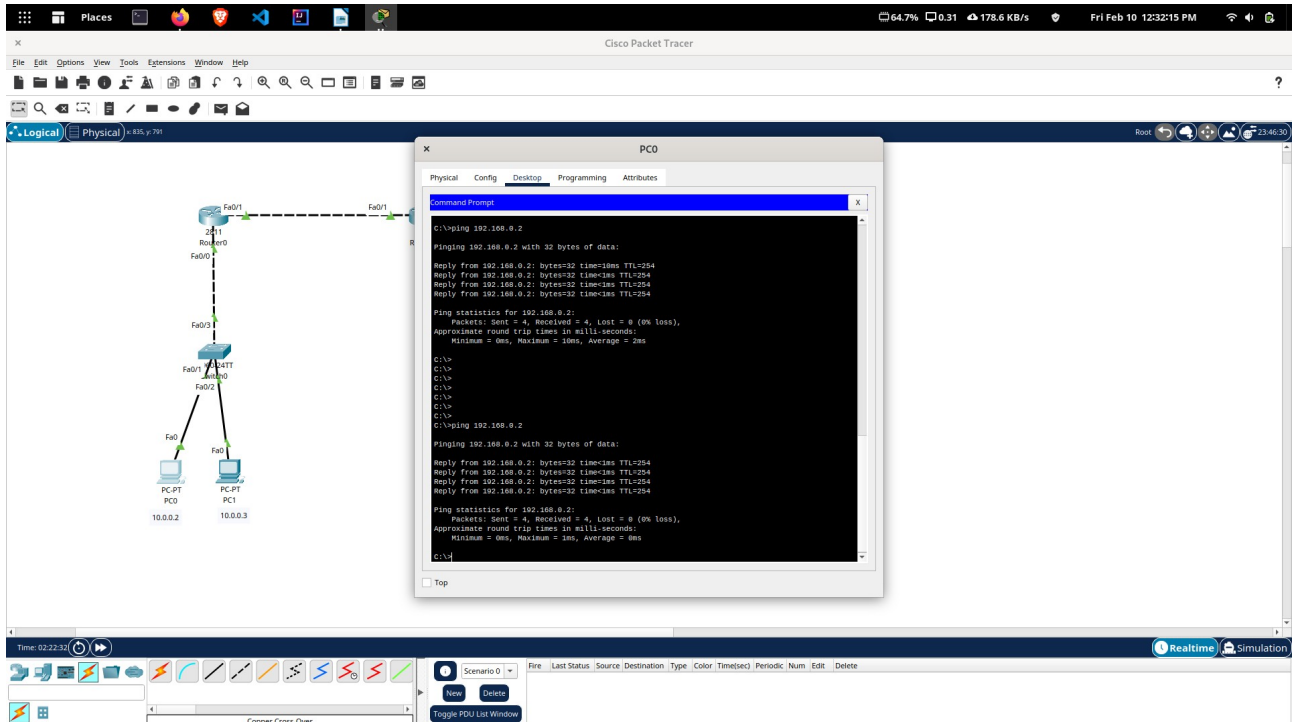 Places
64.7% 0.31 178.6 KB/s Fri Feb 10 12:32:15 PM
× Cisco Packet Tracer
File Edit Options View Tools Extensions Window Help
?
Logical Physical x: 835, y: 791 Root 23:46:30
× PC0
Physical Config Desktop Programming Attributes
Command Prompt X
C:\>ping 192.168.0.2
Pinging 192.168.0.2 with 32 bytes of data:
Reply from 192.168.0.2: bytes=32 time=10ms TTL=254
Reply from 192.168.0.2: bytes=32 time<1ms TTL=254
Reply from 192.168.0.2: bytes=32 time<1ms TTL=254
Reply from 192.168.0.2: bytes=32 time<1ms TTL=254
Ping statistics for 192.168.0.2:
Packets: Sent = 4, Received = 4, Lost = 0 (0% loss),
Approximate round trip times in milli-seconds:
Minimum = 0ms, Maximum = 10ms, Average = 2ms
C:\>
C:\>
C:\>
C:\>
C:\>
C:\>
C:\>
C:\>ping 192.168.0.2
Pinging 192.168.0.2 with 32 bytes of data:
Reply from 192.168.0.2: bytes=32 time<1ms TTL=254
Reply from 192.168.0.2: bytes=32 time<1ms TTL=254
Reply from 192.168.0.2: bytes=32 time=1ms TTL=254
Reply from 192.168.0.2: bytes=32 time<1ms TTL=254
Ping statistics for 192.168.0.2:
Packets: Sent = 4, Received = 4, Lost = 0 (0% loss),
Approximate round trip times in milli-seconds:
Minimum = 0ms, Maximum = 1ms, Average = 0ms
C:\>
Top
Fa0/1 Fa0/1
2811
Router0 R
Fa0/0
Fa0/3
24TT
Fa0/1
Fa0/2
Fa0
Fa0
PC-PT PC-PT
PC0 PC1
10.0.0.2 10.0.0.3
Time: 02:22:32 Realtime Simulation
Scenario 0 Fire Last Status Source Destination Type Color Time(sec) Periodic Num Edit Delete
New Delete
Toggle PDU List Window
Copper Cross-Over